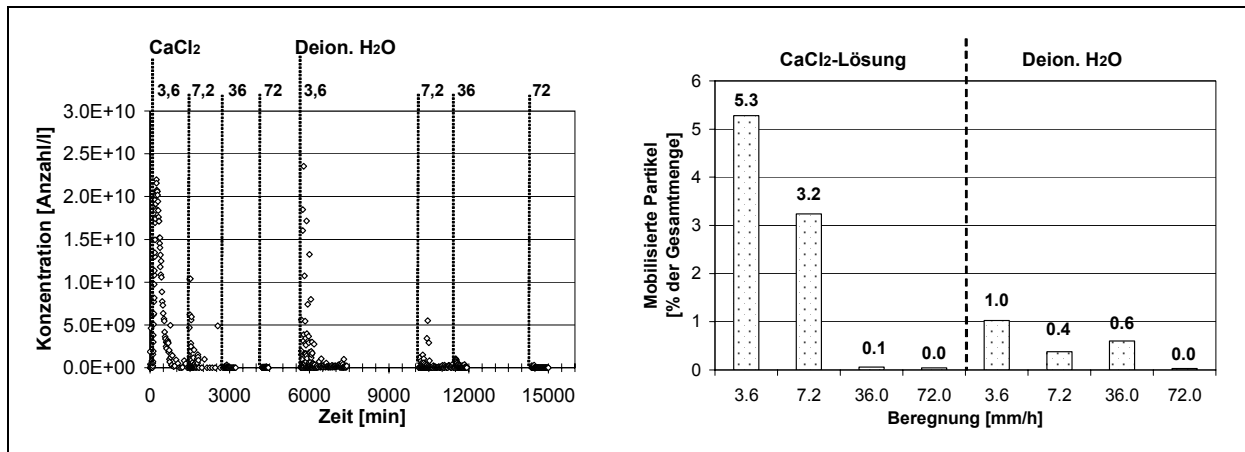 CaCl2 Deion. H2O
3,6 7,2 36 72 3,6 7,2 36 72
3.0E+10
2.5E+10
2.0E+10
1.5E+10
1.0E+10
5.0E+09
0.0E+00
Konzentration [Anzahl/l]
0 3000 6000 9000 12000 15000
Zeit [min]
CaCl2-Lösung Deion. H2O
6
5
4
3
2
1
0
Mobilisierte Partikel
[% der Gesamtmenge]
5.3
3.2
0.1
0.0
1.0
0.4
0.6
0.0
3.6 7.2 36.0 72.0 3.6 7.2 36.0 72.0
Beregnung [mm/h]